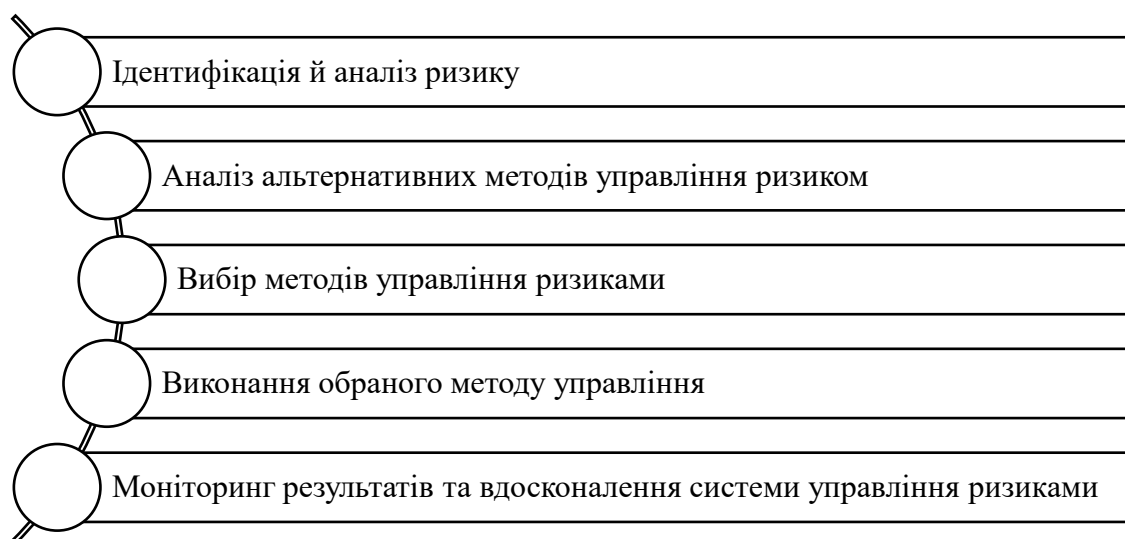 Ідентифікація й аналіз ризику
Аналіз альтернативних методів управління ризиком
Вибір методів управління ризиками
Виконання обраного методу управління
Моніторинг результатів та вдосконалення системи управління ризиками